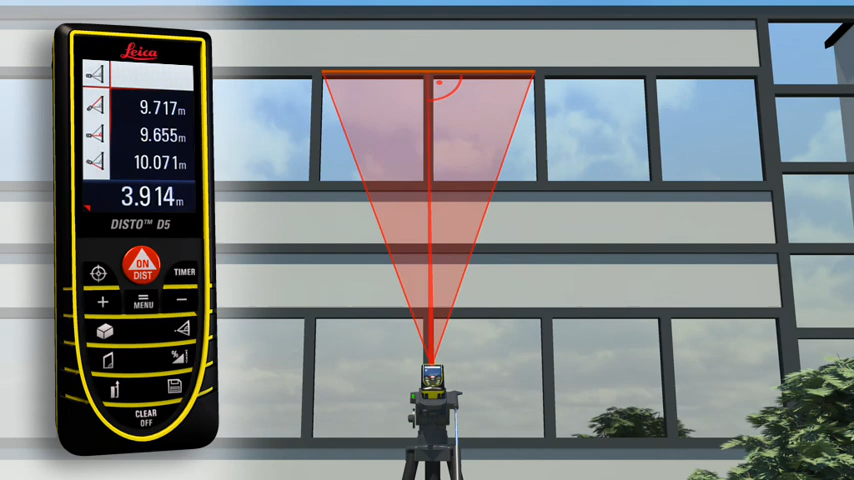 Leica
9.717m
9.655m
10.071m
3.914m
DISTO™ D5
ON
DIST
TIMER
+
=
MENU
−
%
CLEAR
OFF